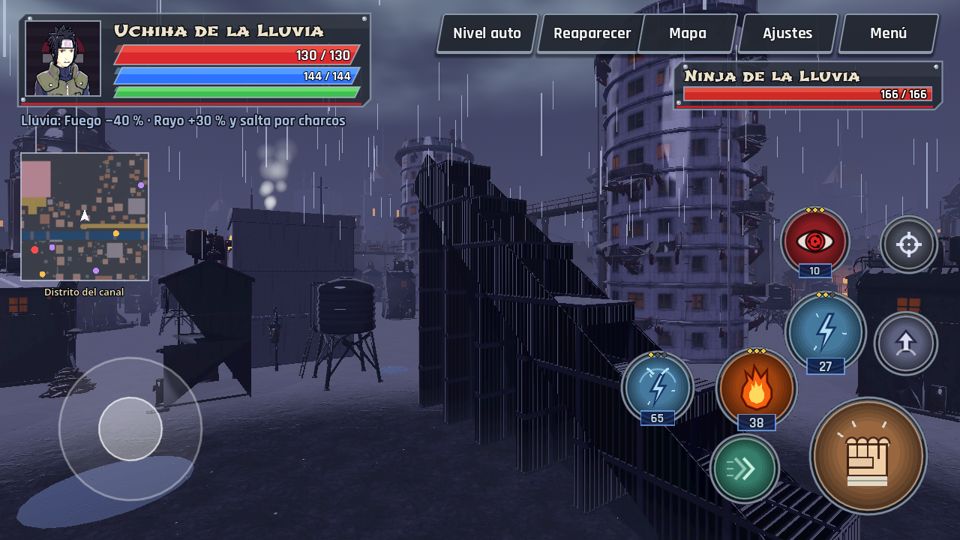 Uchiha de la Lluvia
130 / 130
144 / 144
Lluvia: Fuego −40 % · Rayo +30 % y salta por charcos
Distrito del canal
Nivel auto
Reaparecer
Mapa
Ajustes
Menú
Ninja de la Lluvia
166 / 166
10
27
65
38